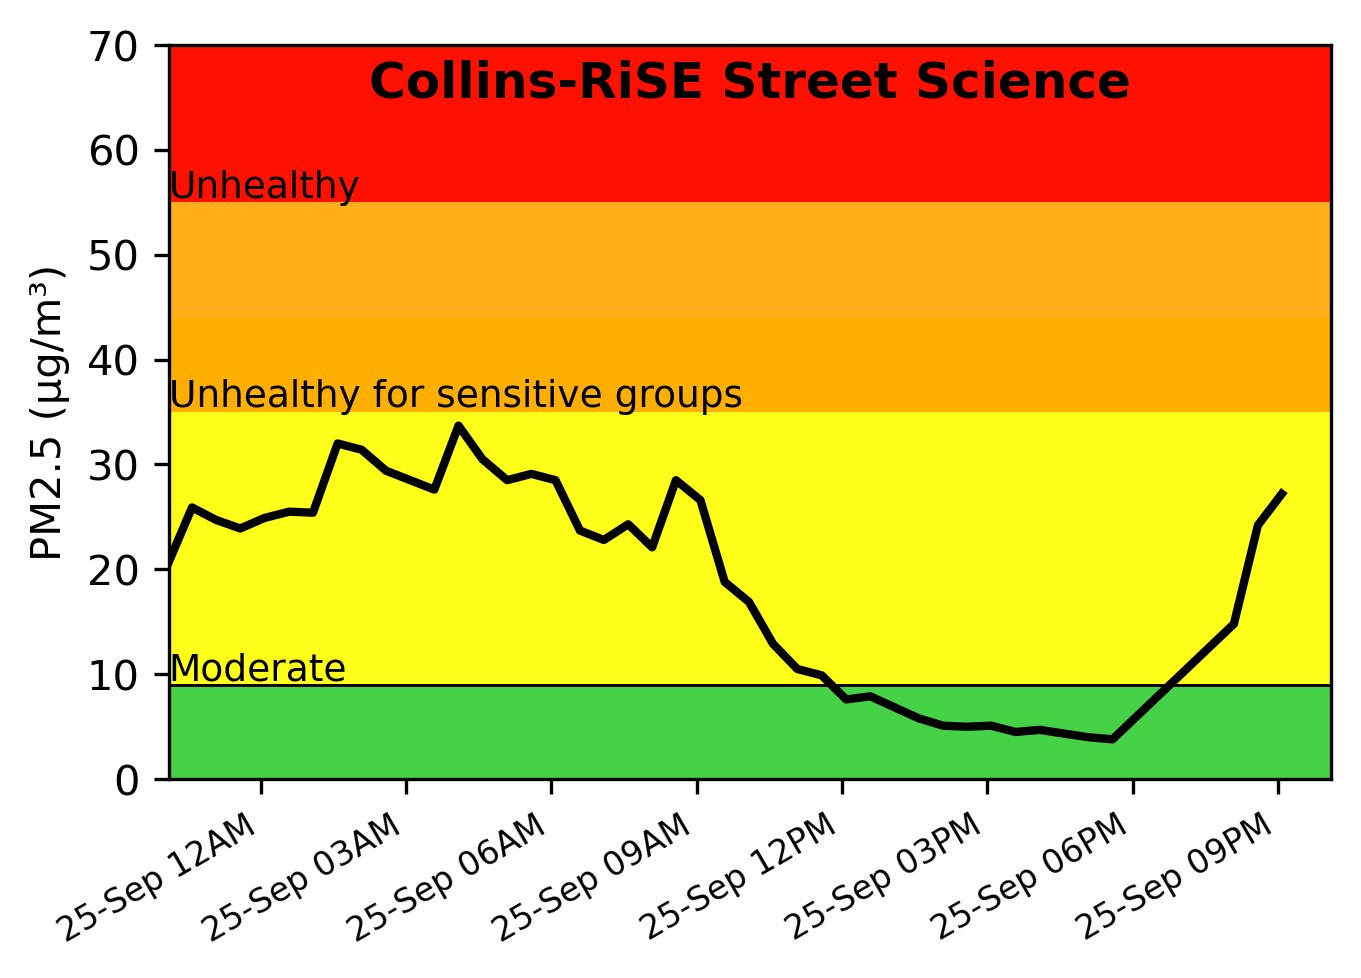 Collins-RiSE Street Science
70
60
50
40
30
20
10
0
PM2.5 (µg/m³)
Unhealthy
Unhealthy for sensitive groups
Moderate
25-Sep 12AM
25-Sep 03AM
25-Sep 06AM
25-Sep 09AM
25-Sep 12PM
25-Sep 03PM
25-Sep 06PM
25-Sep 09PM